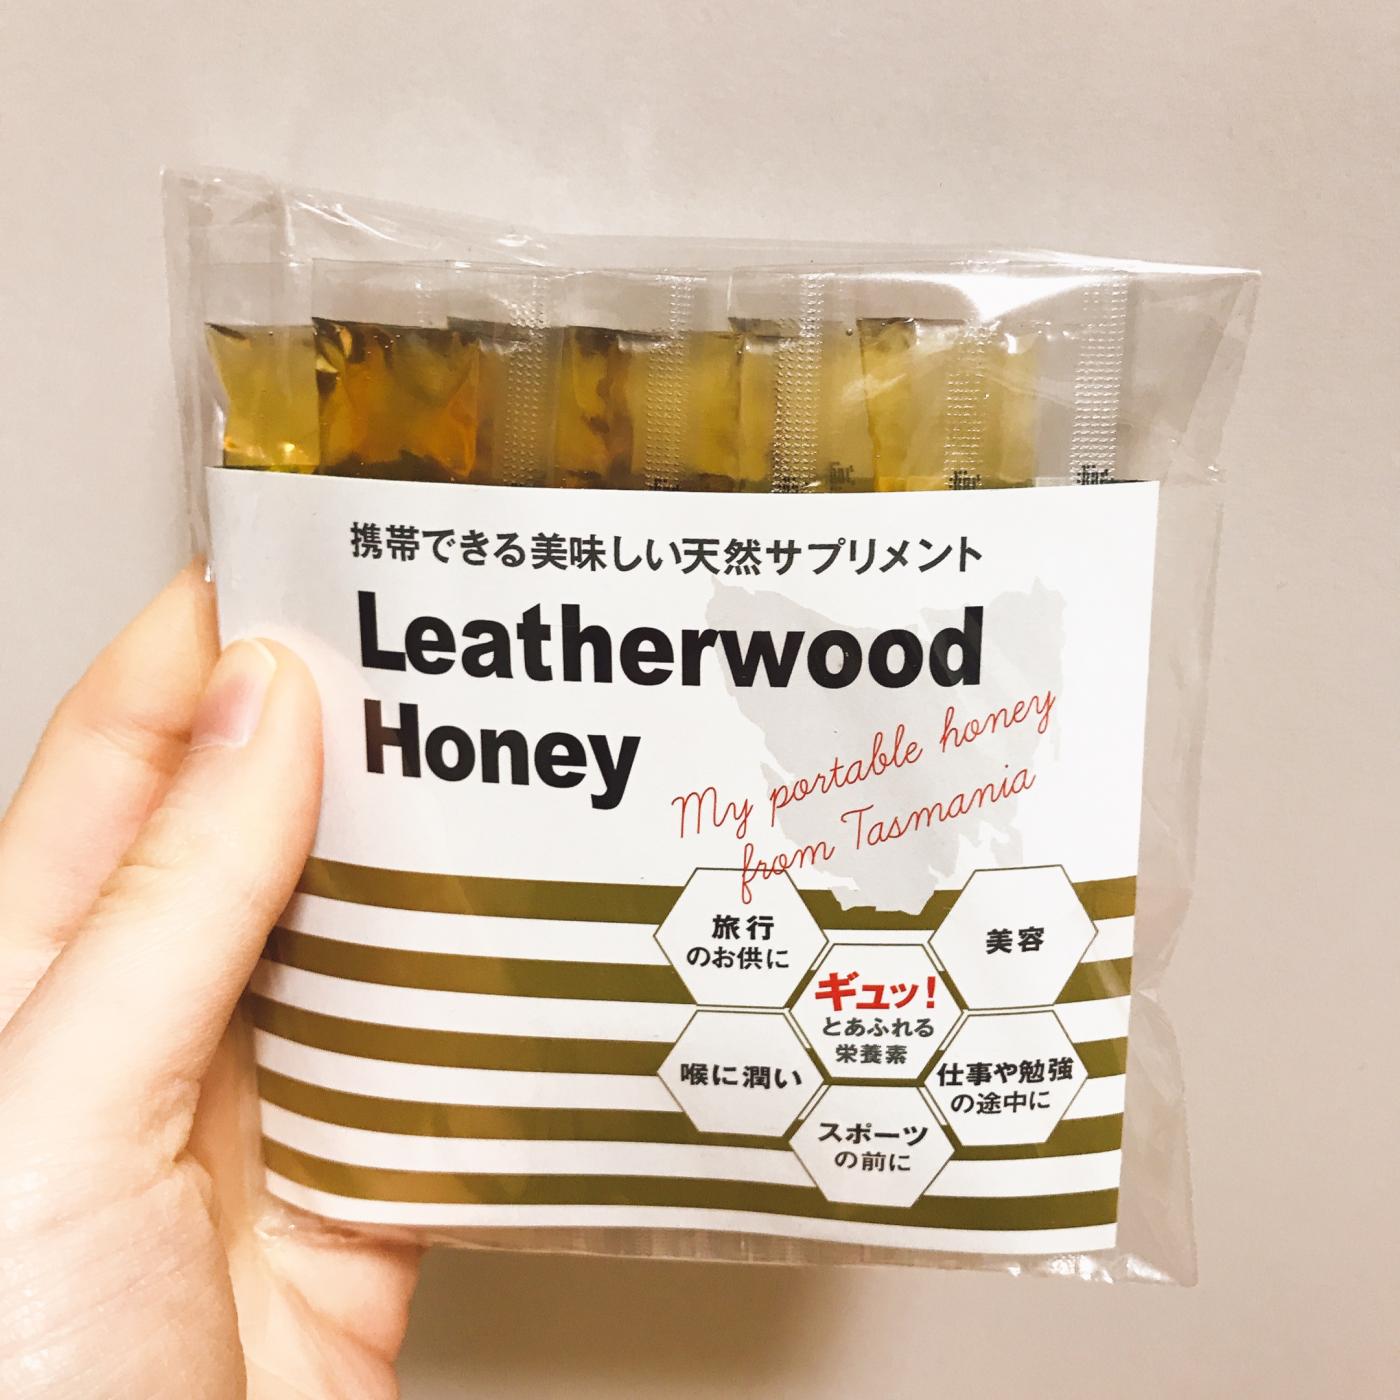 携帯できる美味しい天然サプリメント
Leatherwood
Honey
My portable honey
from Tasmania
旅行
のお供に
美容
ギュッ!
とあふれる
栄養素
喉に潤い
仕事や勉強
の途中に
スポーツ
の前に